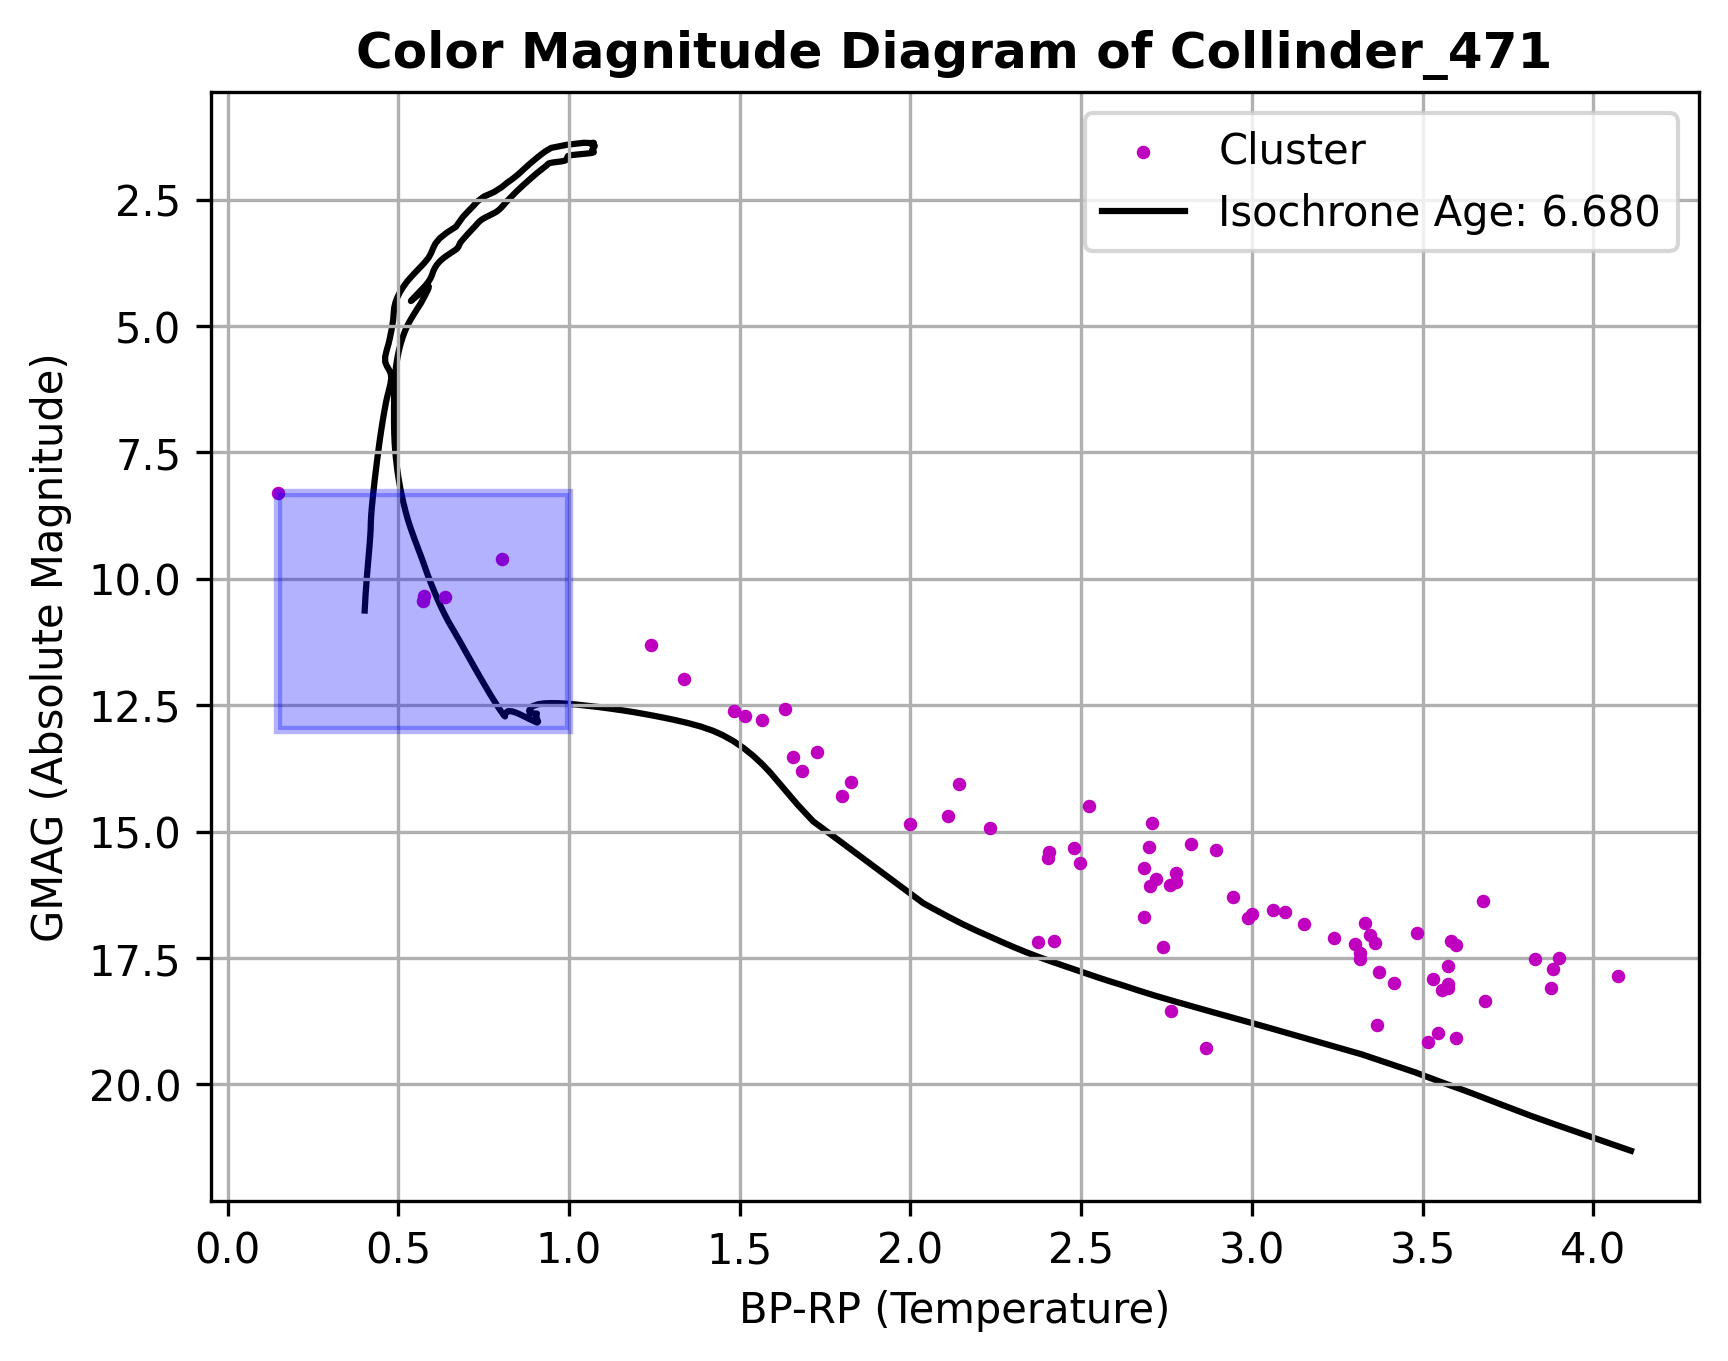 Color Magnitude Diagram of Collinder_471
Cluster
Isochrone Age: 6.680
GMAG (Absolute Magnitude)
2.5
5.0
7.5
10.0
12.5
15.0
17.5
20.0
0.0 0.5 1.0 1.5 2.0 2.5 3.0 3.5 4.0
BP-RP (Temperature)